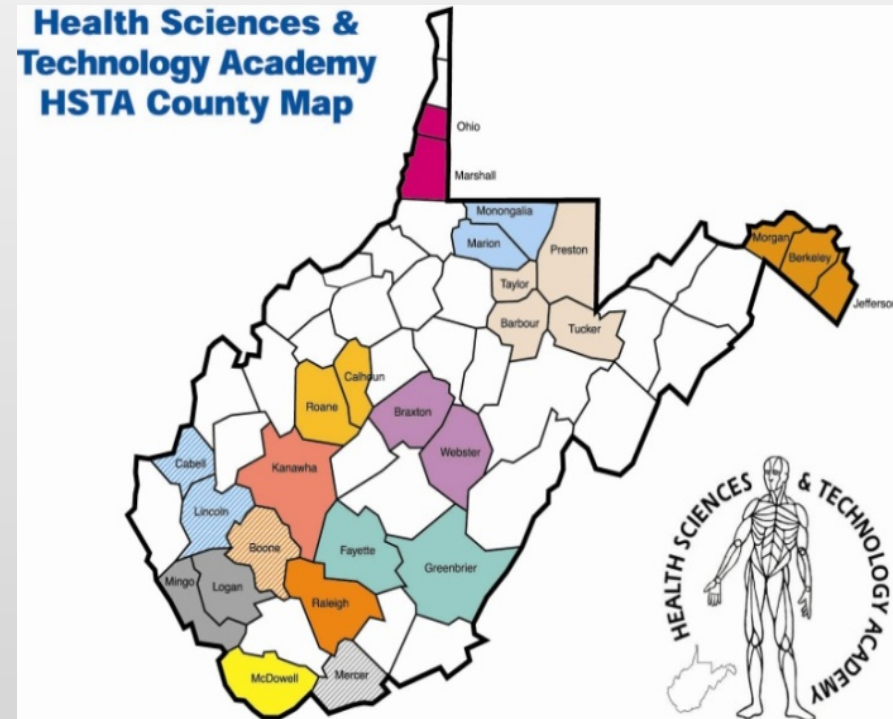 Health Sciences &
Technology Academy
HSTA County Map
Ohio
Marshall
Monongalia
Marion
Preston
Morgan
Berkeley
Taylor
Jefferso
Barbour
Tucker
Calhoun
Roane
Braxton
Webster
Cabell
Kanawha
Lincoln
Boone
Fayette
Greenbrier
Mingo
Logan
Raleigh
McDowell
Mercer
HEALTH SCIENCES & TECHNOLOGY ACADEMY